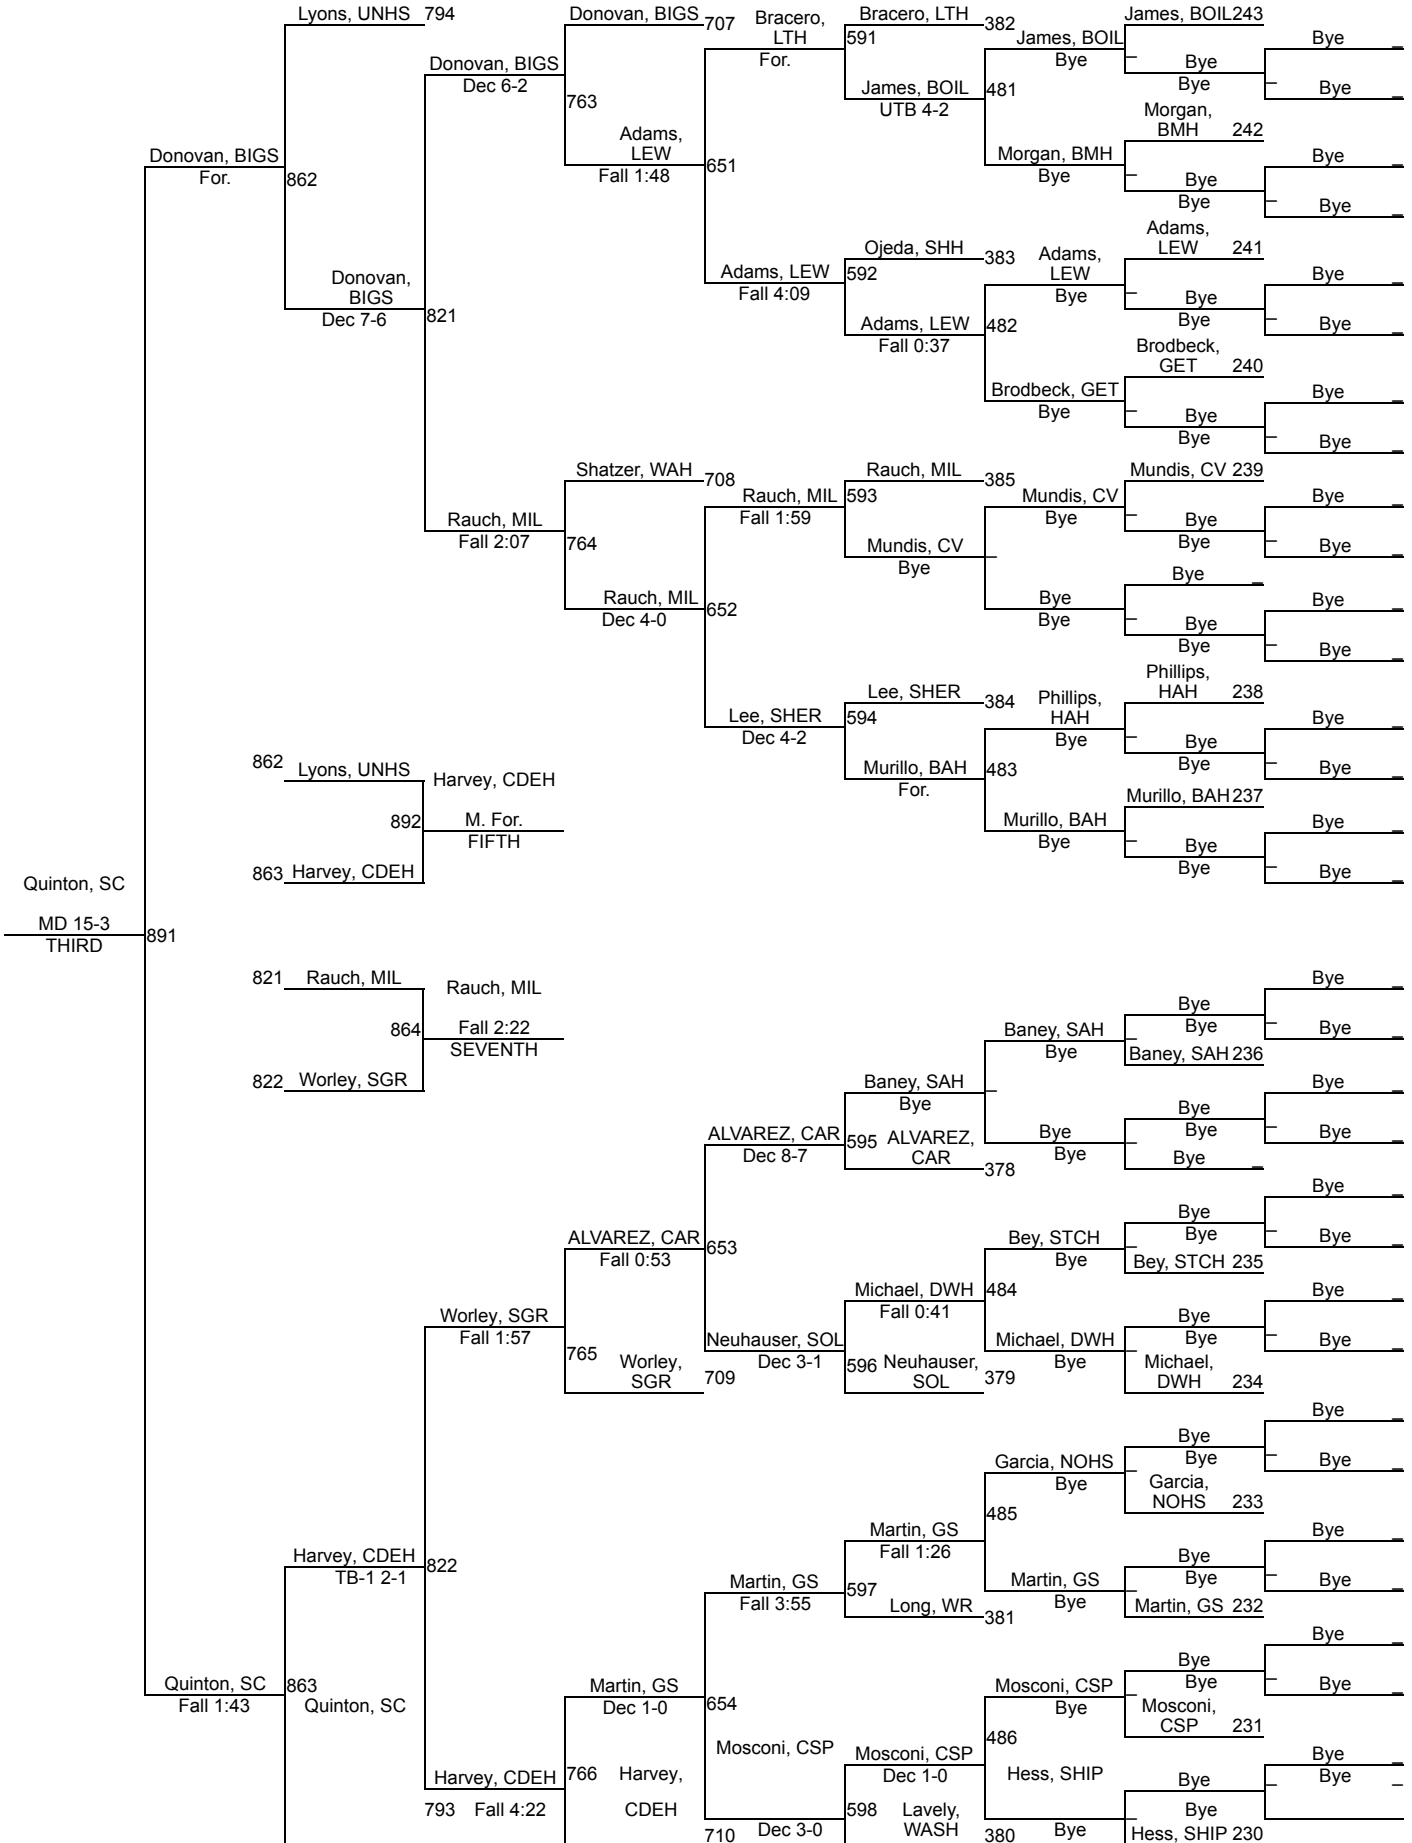 Lyons, UNHS 794
Donovan, BIGS 707
Bracero,
LTH
For.
Bracero, LTH 382
James, BOIL 243
591
James, BOIL
Bye
Bye _
Donovan, BIGS
Dec 6-2
_ Bye
Bye
_ Bye _
763
James, BOIL
UTB 4-2
481
Adams,
LEW
Fall 1:48
Morgan,
BMH 242
Donovan, BIGS
For.
862
651
Morgan, BMH
Bye
Bye _
_ Bye
Bye
_ Bye _
Adams,
LEW 241
Ojeda, SHH 383
Adams,
LEW
Bye
Adams, LEW
Fall 4:09
592
Bye _
Donovan,
BIGS
Dec 7-6
821
_ Bye
Bye
_ Bye _
Adams, LEW
Fall 0:37
482
Brodbeck,
GET 240
Brodbeck, GET
Bye
Bye _
_ Bye
Bye
_ Bye _
Shatzer, WAH 708
Rauch, MIL 385
Mundis, CV 239
Rauch, MIL
Fall 1:59
593
Mundis, CV
Bye
Bye _
Rauch, MIL
Fall 2:07
764
_ Bye
Bye
_ Bye _
Mundis, CV
Bye
_
Bye _
Rauch, MIL
Dec 4-0
652
Bye
Bye
Bye _
_ Bye
Bye
_ Bye _
Phillips,
HAH 238
Lee, SHER 384
Phillips,
HAH
Bye
Lee, SHER
Dec 4-2
594
Bye _
_ Bye
Bye
_ Bye _
862 Lyons, UNHS
Harvey, CDEH
Murillo, BAH
For.
483
Murillo, BAH 237
892 M. For.
FIFTH
Murillo, BAH
Bye
Bye _
_ Bye
Bye
_ Bye _
863 Harvey, CDEH
Quinton, SC
MD 15-3
THIRD
891
821 Rauch, MIL
Rauch, MIL
Bye _
864 Fall 2:22
SEVENTH
Baney, SAH
Bye
Bye
Bye
_ Bye _
_ Baney, SAH 236
822 Worley, SGR
Baney, SAH
Bye
_
Bye _
ALVAREZ, CAR
Dec 8-7
595 ALVAREZ,
CAR 378
Bye
Bye
Bye
Bye
_ Bye _
_ Bye _
Bye _
ALVAREZ, CAR
Fall 0:53
653
Bey, STCH
Bye
Bye
Bye
_ Bye _
_ Bey, STCH 235
Michael, DWH
Fall 0:41
484
Bye _
Worley, SGR
Fall 1:57
765 Worley,
SGR 709
Neuhauser, SOL
Dec 3-1
596 Neuhauser,
SOL 379
Michael, DWH
Bye
Bye
Bye
_ Bye _
_ Michael,
DWH 234
Bye _
Garcia, NOHS
Bye
Bye
Bye
_ Bye _
_ Garcia,
NOHS 233
485
Martin, GS
Fall 1:26
Bye _
Harvey, CDEH
TB-1 2-1
822
Martin, GS
Fall 3:55
597
Long, WR 381
Martin, GS
Bye
Bye
Bye
_ Bye _
_ Martin, GS 232
Bye _
Quinton, SC
Fall 1:43
863
Quinton, SC
Martin, GS
Dec 1-0
654
Mosconi, CSP
Bye
Bye
Bye
_ Bye _
_ Mosconi,
CSP 231
486
Mosconi, CSP
Mosconi, CSP
Dec 1-0
Hess, SHIP
Bye _
Harvey, CDEH 766 Harvey,
CDEH
Bye
_ Bye _
793 Fall 4:22
710 Dec 3-0
598 Lavely,
WASH 380
Bye
_ Bye
Hess, SHIP 230